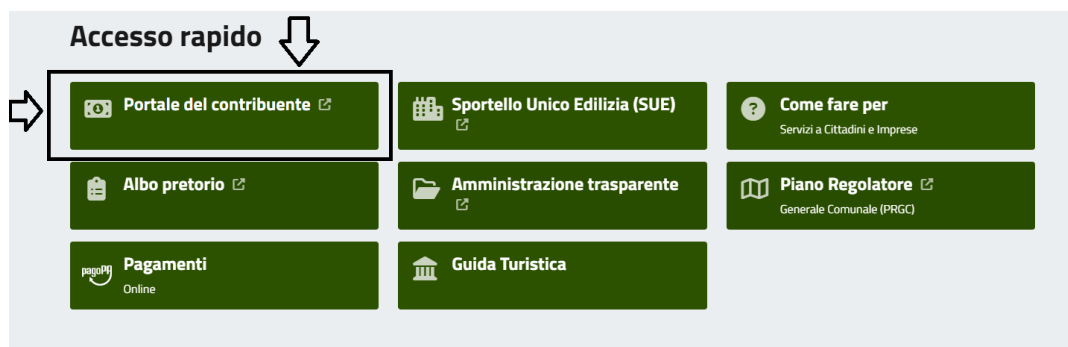 Accesso rapido
Portale del contribuente
Sportello Unico Edilizia (SUE)
Come fare per
Servizi a Cittadini e Imprese
Albo pretorio
Amministrazione trasparente
Piano Regolatore
Generale Comunale (PRGC)
pagoPA
Pagamenti
Online
Guida Turistica